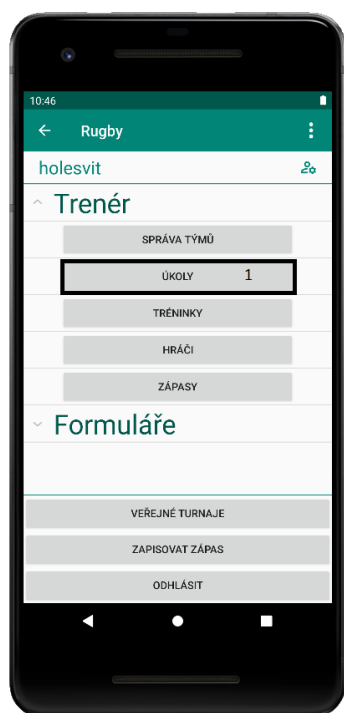 10:46
Rugby
holesvit
Trenér
SPRÁVA TÝMŮ
ÚKOLY 1
TRÉNINKY
HRÁČI
ZÁPASY
Formuláře
VEŘEJNÉ TURNAJE
ZAPISOVAT ZÁPAS
ODHLÁSIT